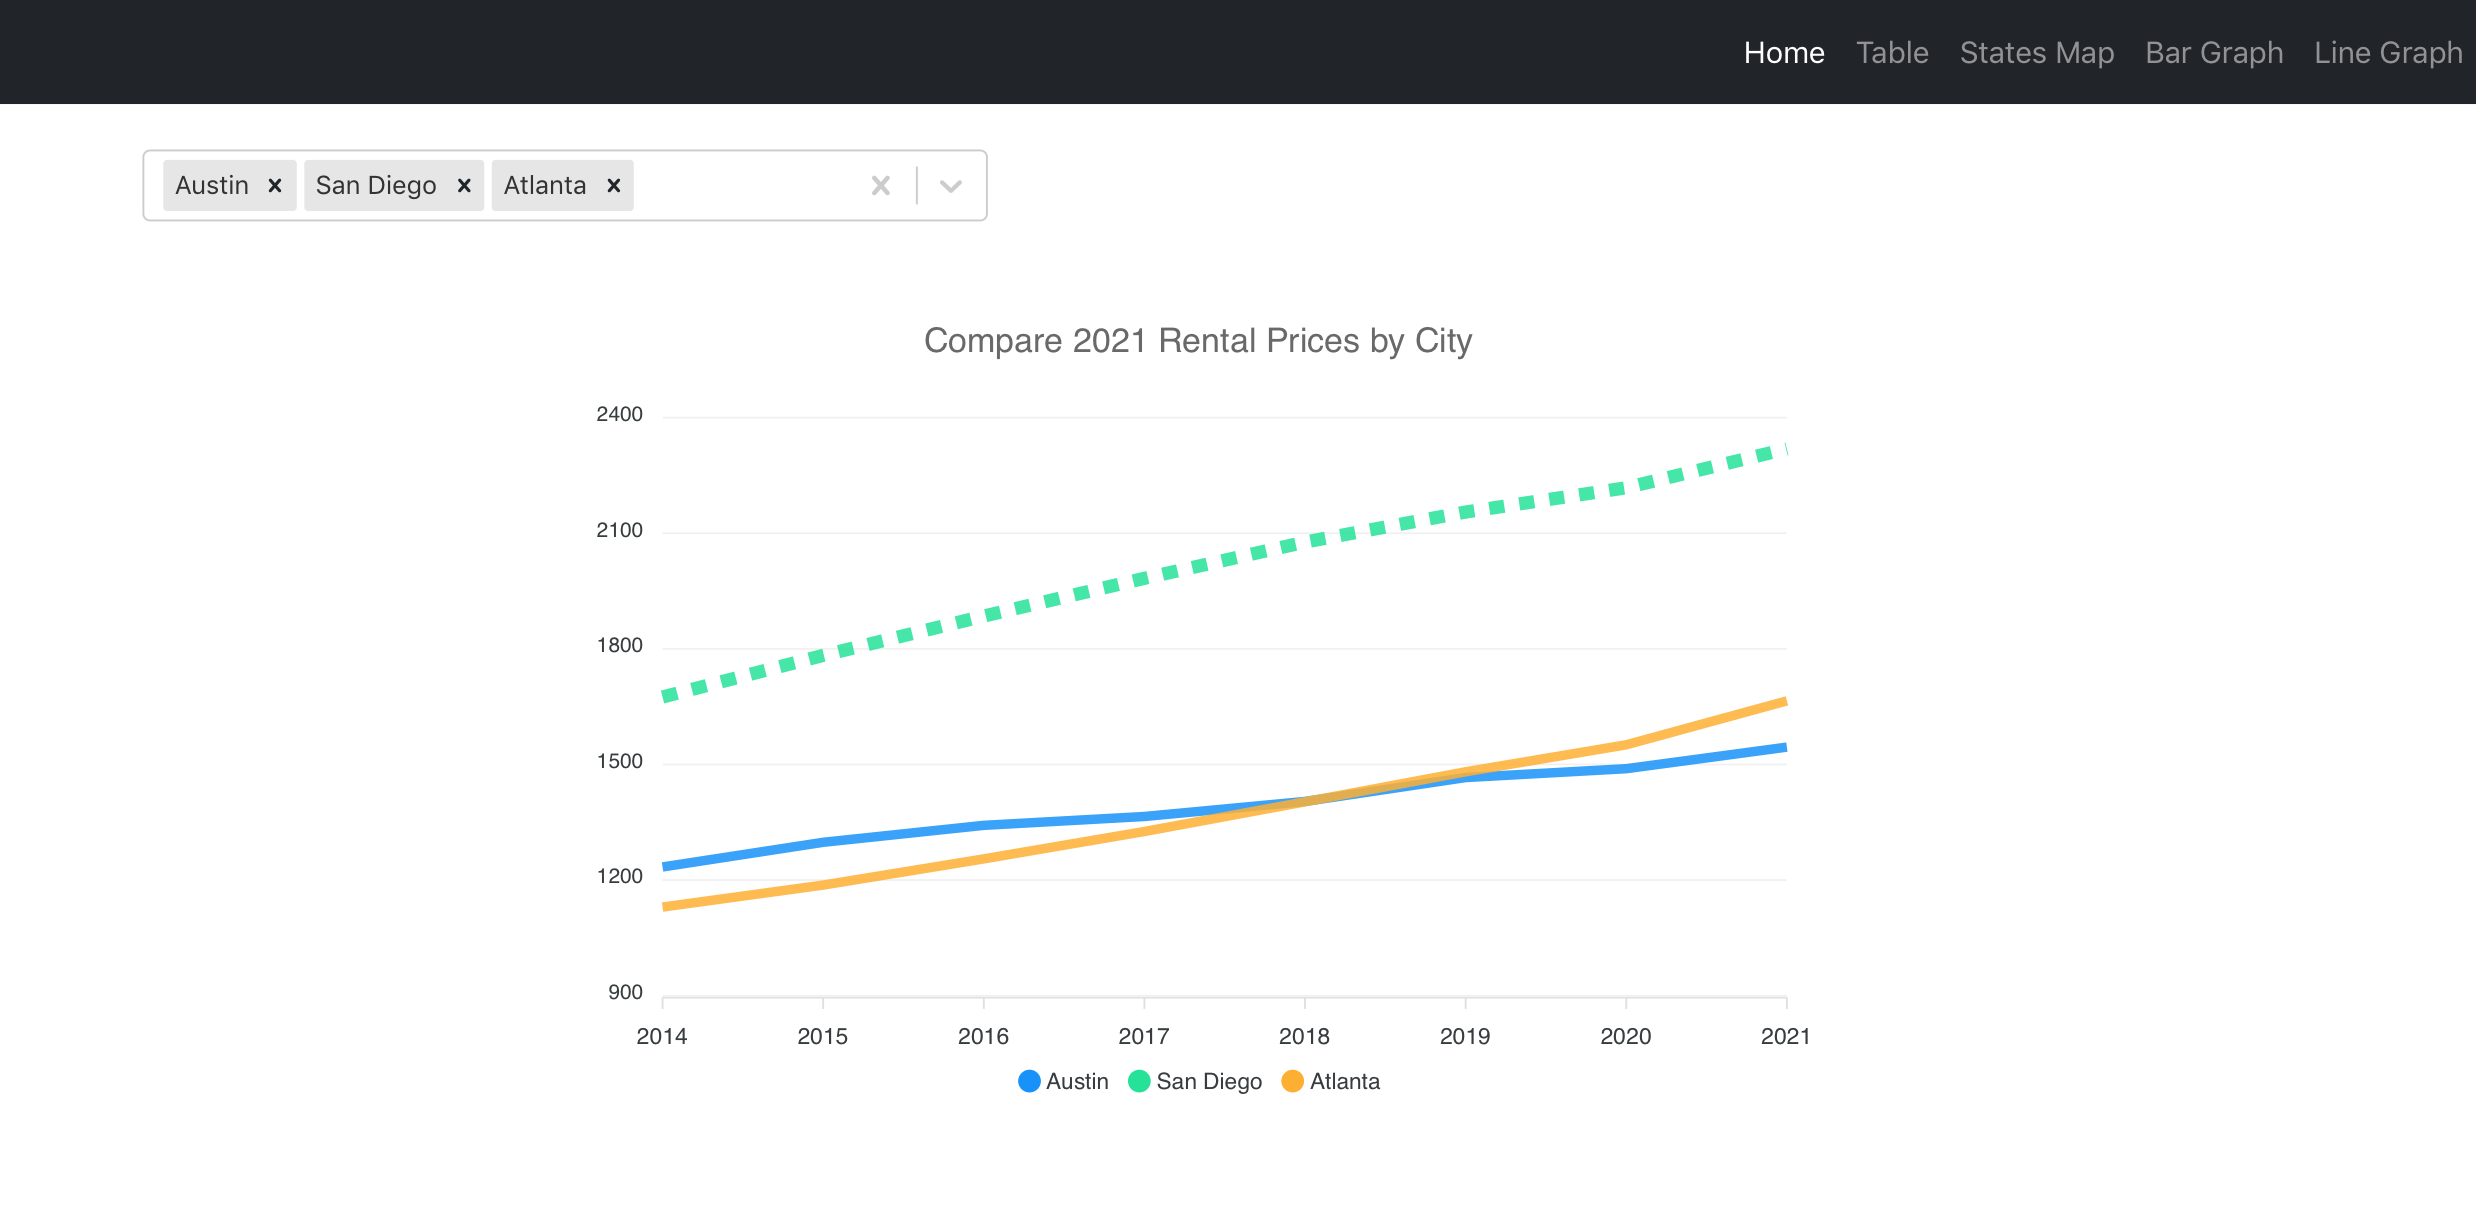 Home Table States Map Bar Graph Line Graph
Austin San Diego Atlanta
Compare 2021 Rental Prices by City
2400
2100
1800
1500
1200
900
2014 2015 2016 2017 2018 2019 2020 2021
Austin San Diego Atlanta